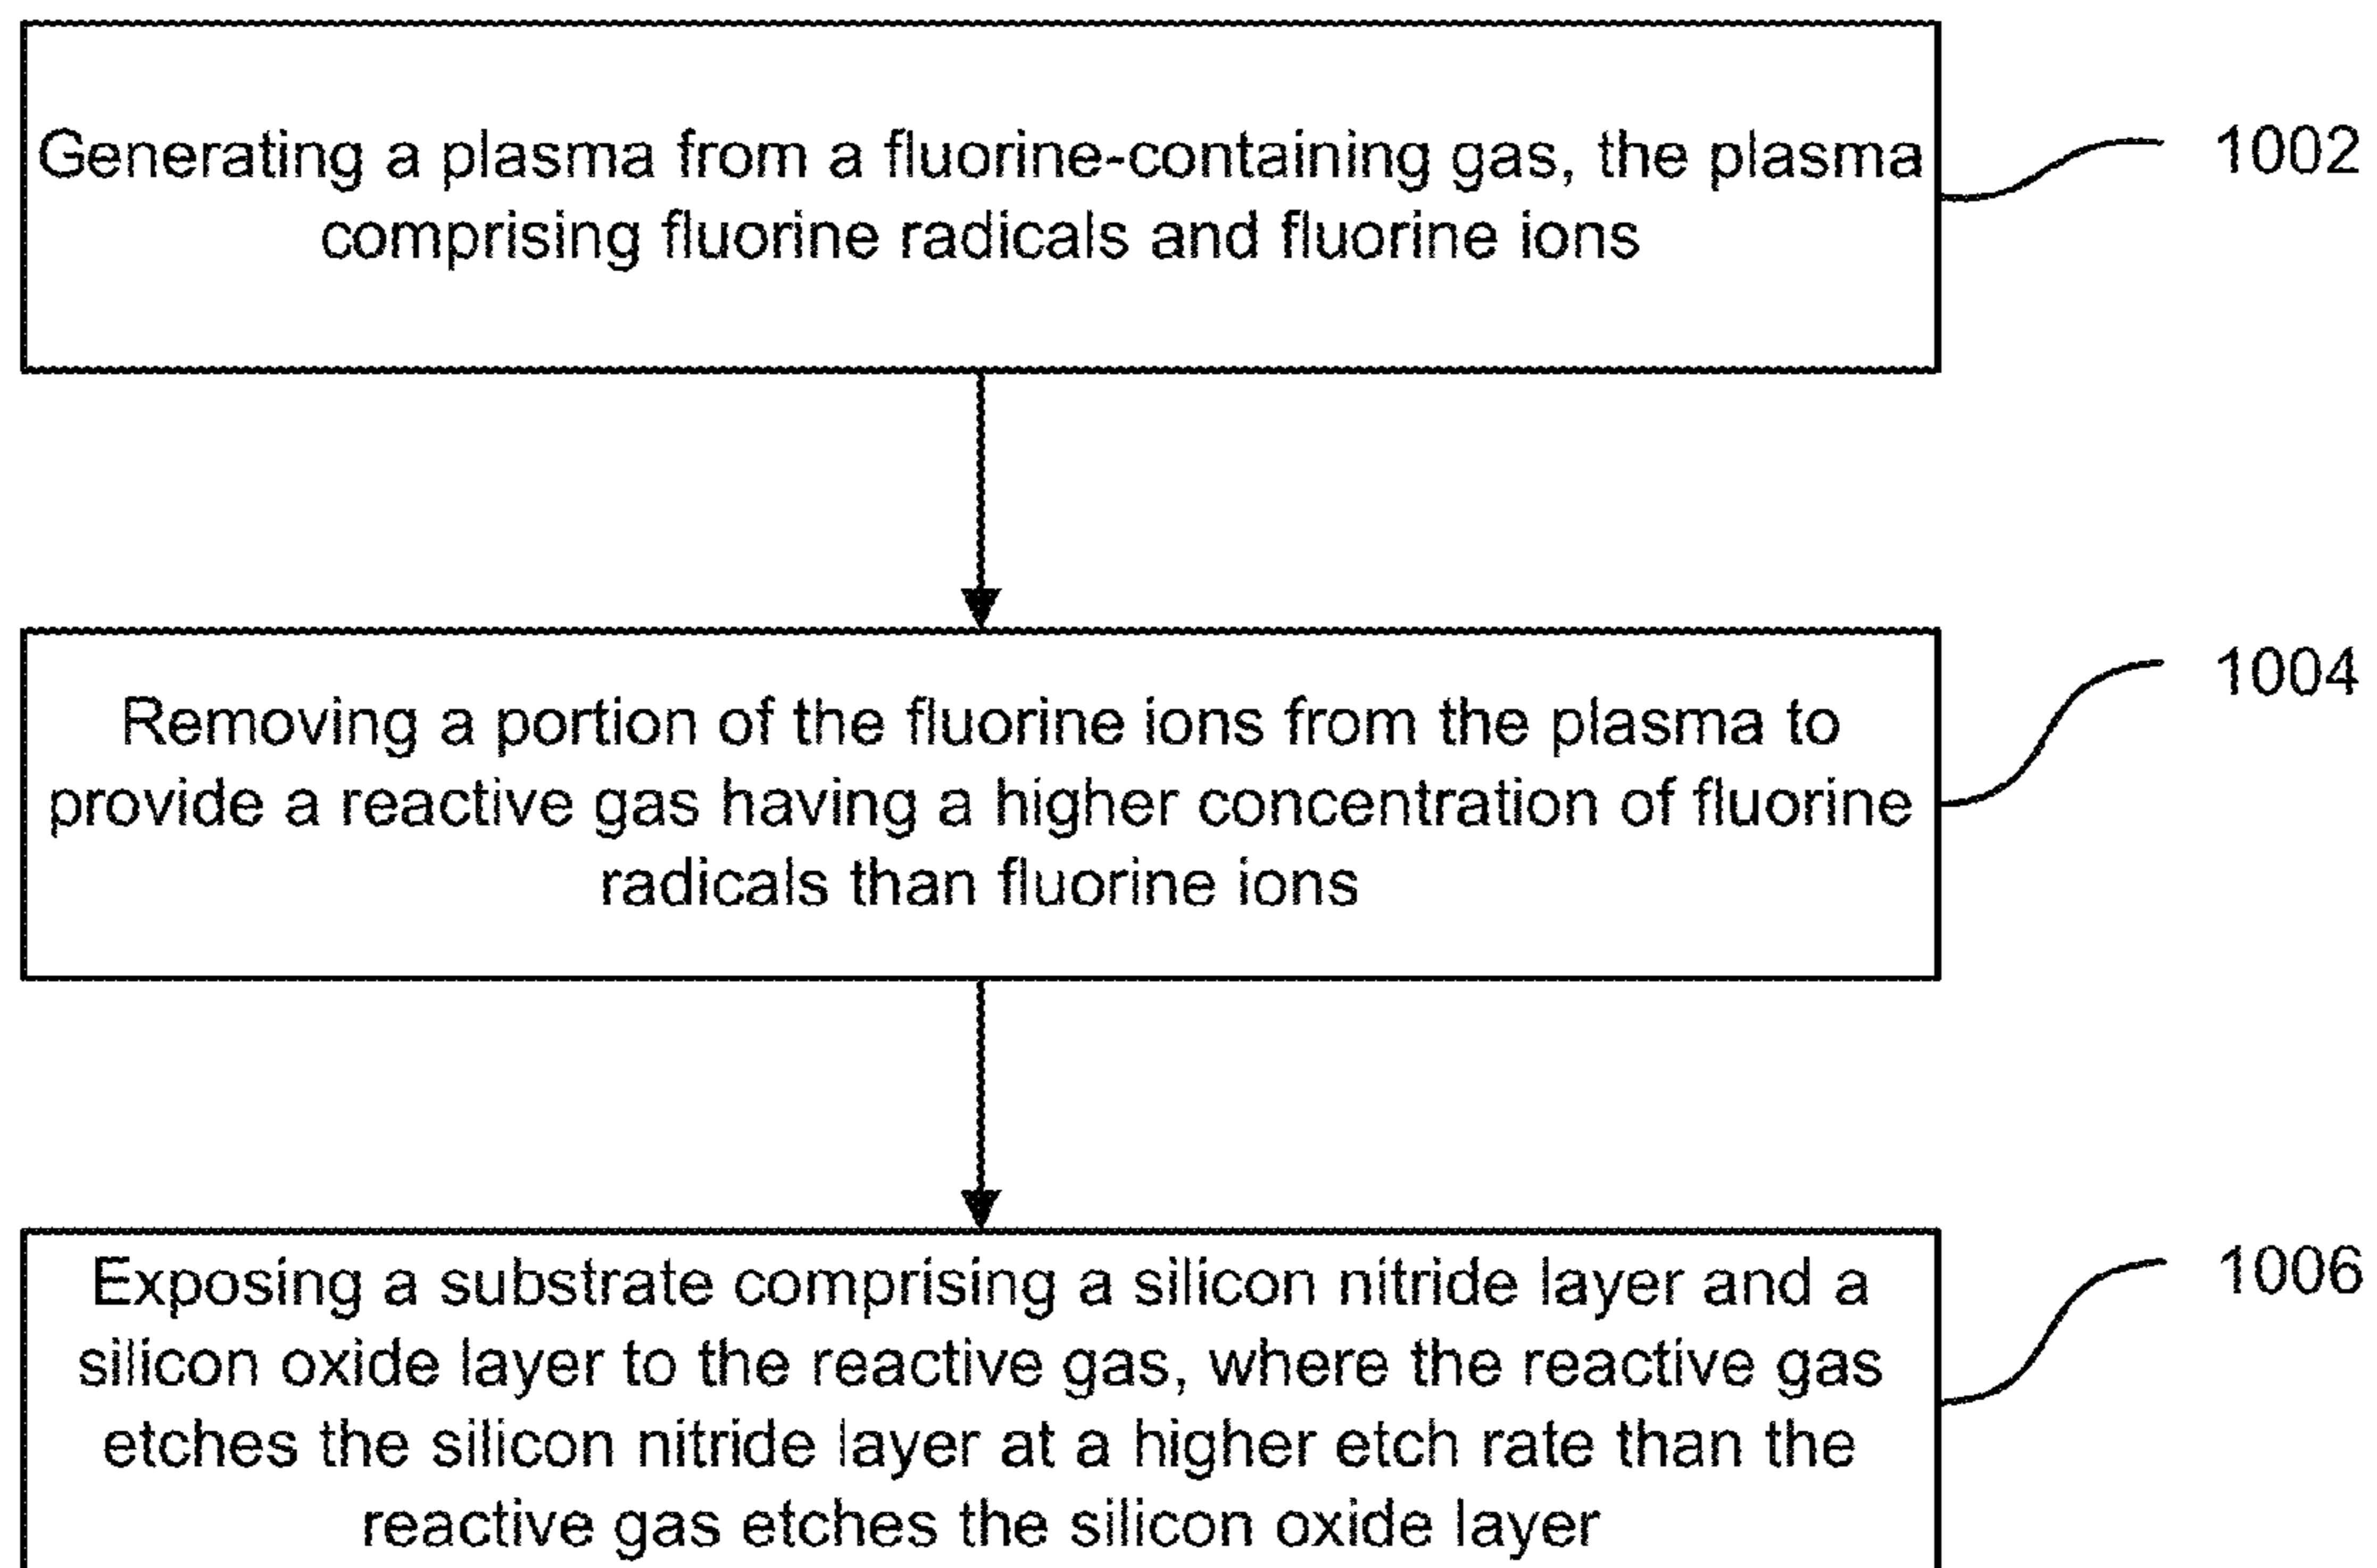 Generating a plasma from a fluorine-containing gas, the plasma
comprising fluorine radicals and fluorine ions
1002
Removing a portion of the fluorine ions from the plasma to
provide a reactive gas having a higher concentration of fluorine
radicals than fluorine ions
1004
Exposing a substrate comprising a silicon nitride layer and a
silicon oxide layer to the reactive gas, where the reactive gas
etches the silicon nitride layer at a higher etch rate than the
reactive gas etches the silicon oxide layer
1006